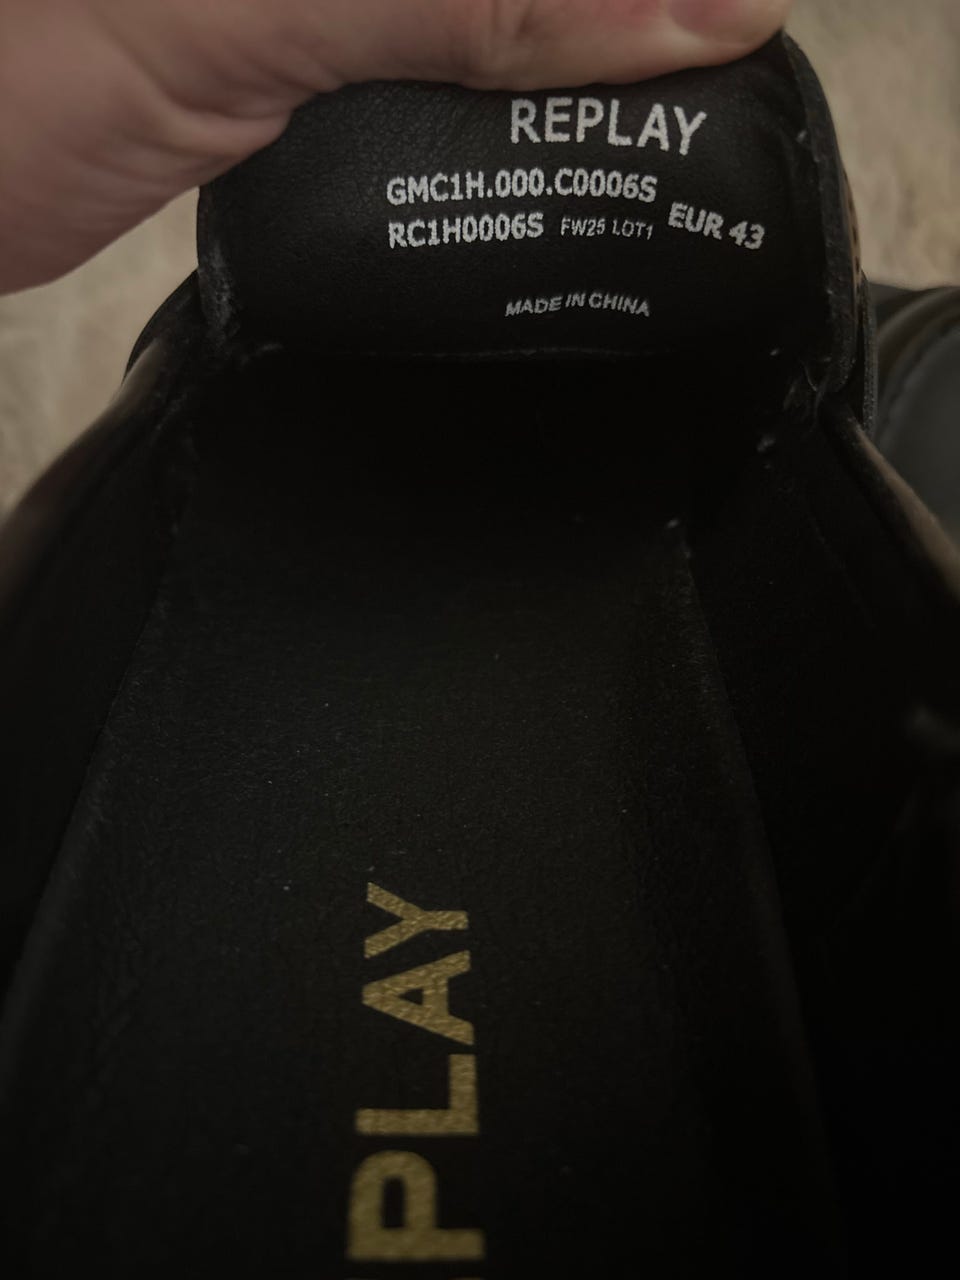 REPLAY
GMC1H.000.C0006S
RC1H0006S FW25 LOT1 EUR 43
MADE IN CHINA
PLAY